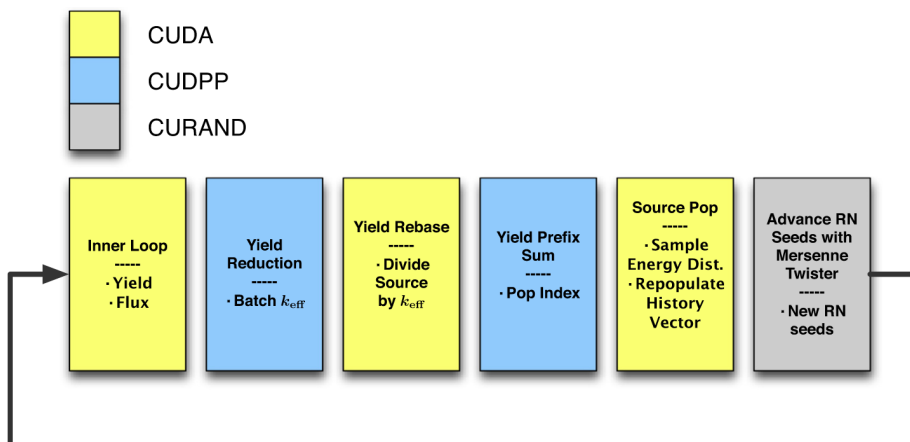 CUDA
CUDPP
CURAND
Inner Loop
-----
· Yield
· Flux
Yield
Reduction
-----
· Batch k_eff
Yield Rebase
-----
· Divide
Source
by k_eff
Yield Prefix
Sum
-----
· Pop Index
Source Pop
-----
· Sample
Energy Dist.
· Repopulate
History
Vector
Advance RN
Seeds with
Mersenne
Twister
-----
· New RN
seeds